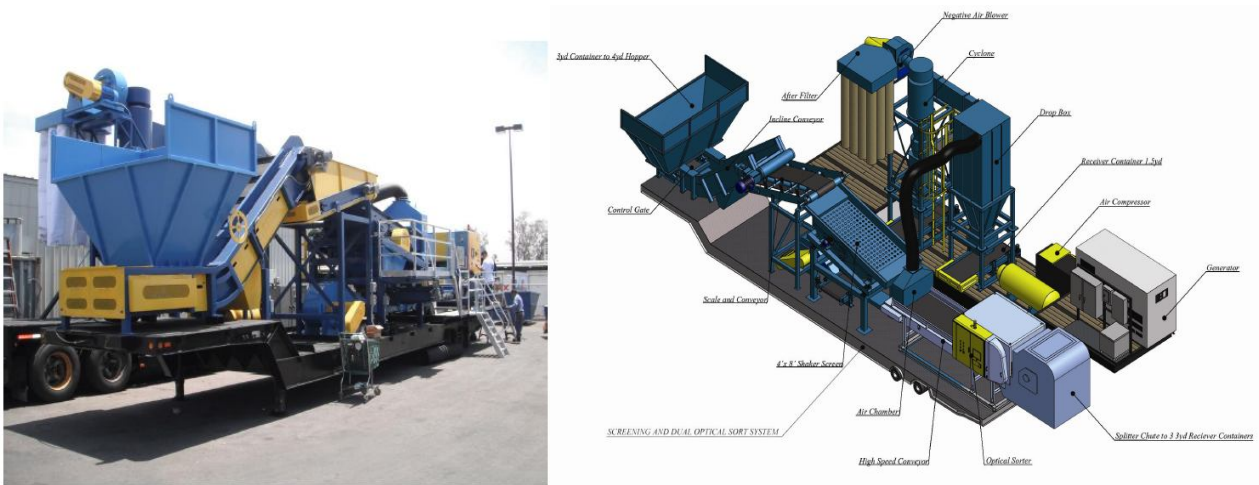 Negative Air Blower
3yd Container to 4yd Hopper
Cyclone
After Filter
Drop Box
Incline Conveyor
Receiver Container 1.5yd
Control Gate
Air Compressor
Generator
Scale and Conveyor
4'x 8' Shaker Screen
Air Chamber
SCREENING AND DUAL OPTICAL SORT SYSTEM
Splitter Chute to 3 3yd Reciever Containers
High Speed Conveyor
Optical Sorter